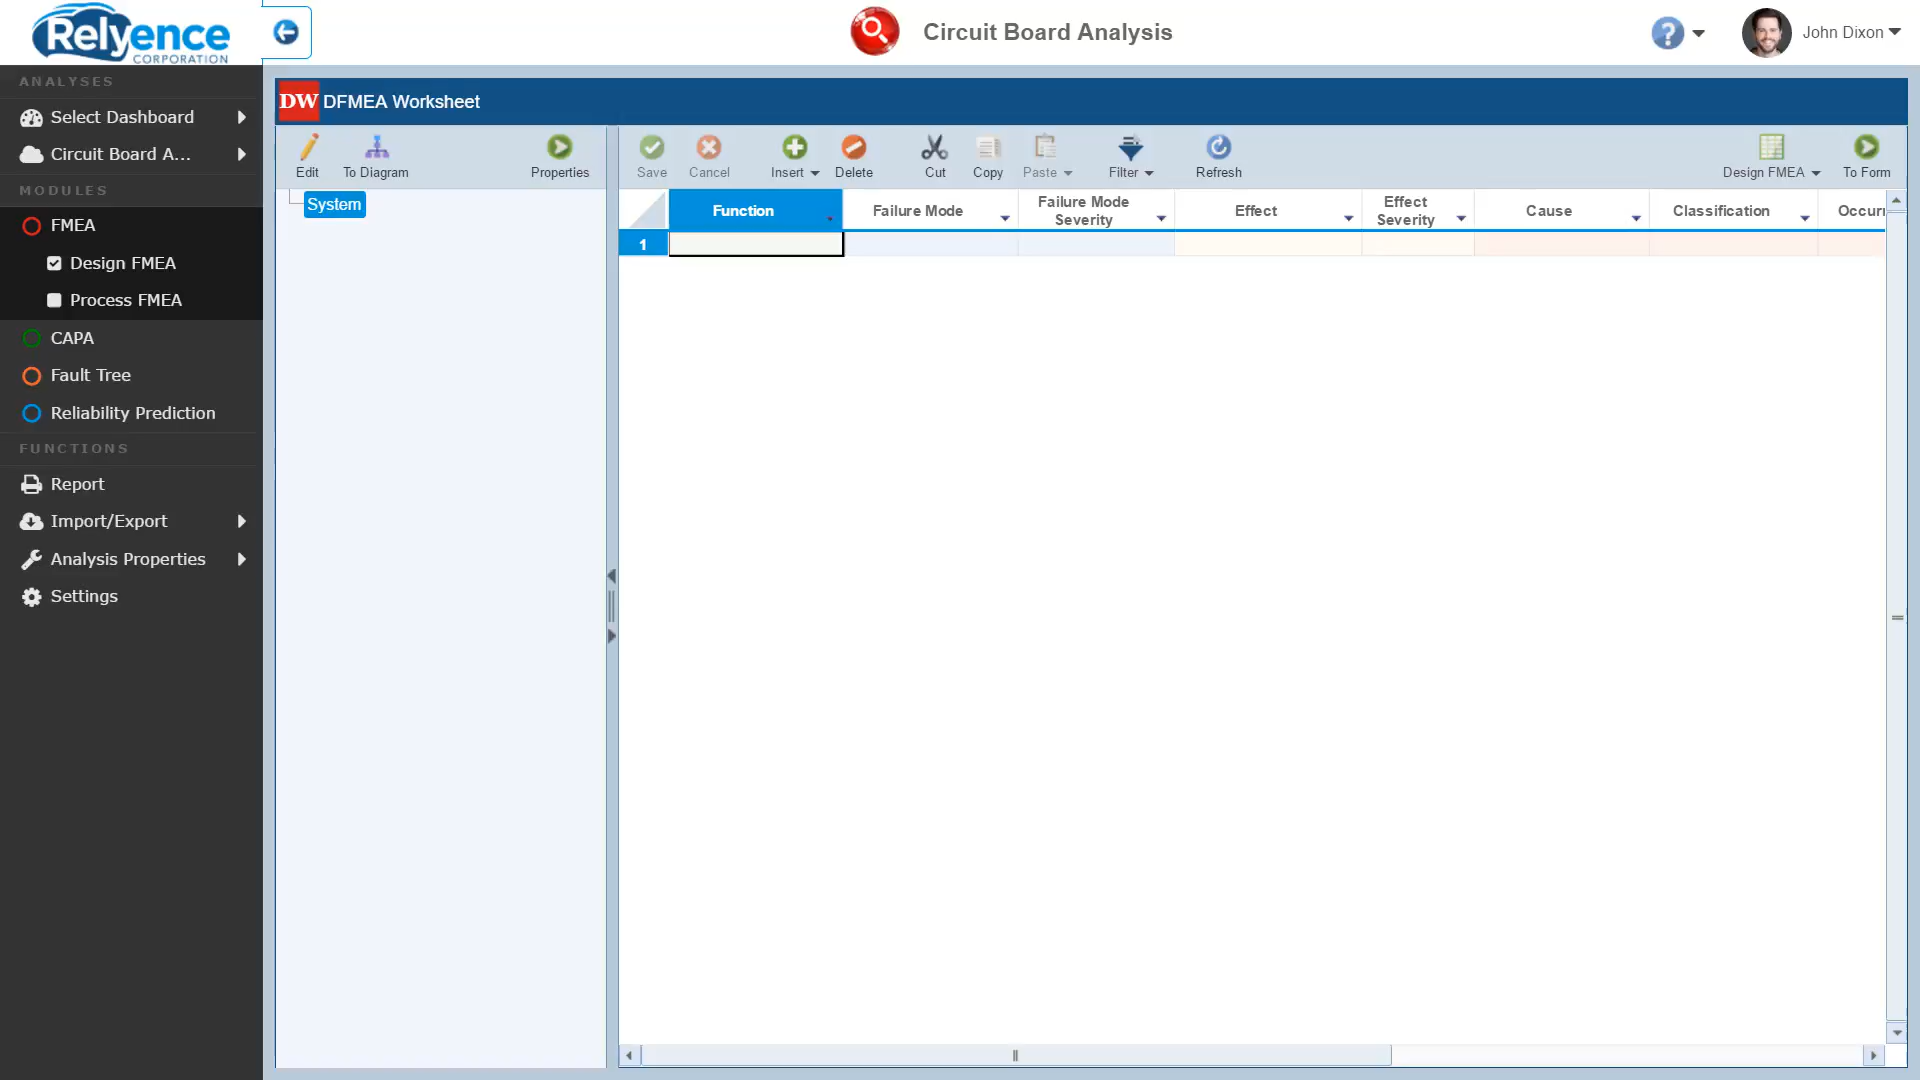 Relyence
CORPORATION
Circuit Board Analysis
?
John Dixon
ANALYSES
Select Dashboard
Circuit Board A...
MODULES
FMEA
Design FMEA
Process FMEA
CAPA
Fault Tree
Reliability Prediction
FUNCTIONS
Report
Import/Export
Analysis Properties
Settings
DW DFMEA Worksheet
Edit To Diagram Properties
System
Save Cancel Insert Delete Cut Copy Paste Filter Refresh Design FMEA To Form
Function Failure Mode Failure Mode Severity Effect Effect Severity Cause Classification Occurr
1